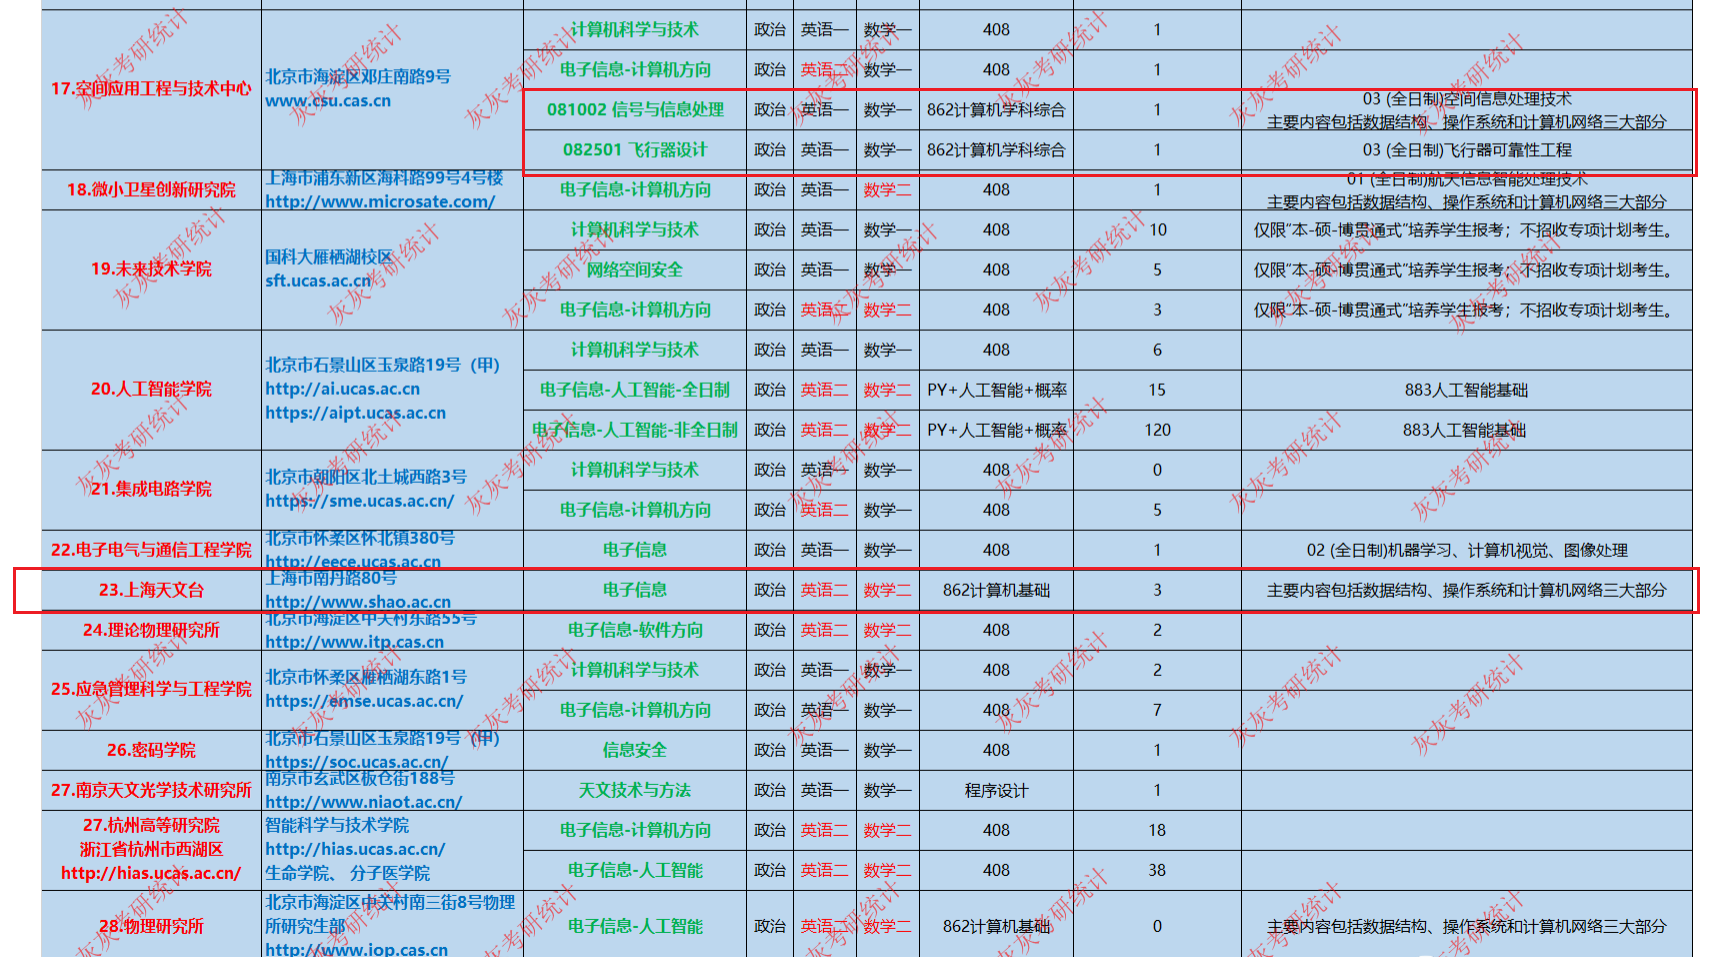 17.空间应用工程与技术中心
北京市海淀区邓庄南路9号
www.csu.cas.cn
计算机科学与技术 政治 英语一 数学一 408 1
电子信息-计算机方向 政治 英语二 数学一 408 1
081002 信号与信息处理 政治 英语一 数学一 862计算机学科综合 1 03 (全日制)空间信息处理技术
主要内容包括数据结构、操作系统和计算机网络三大部分
082501 飞行器设计 政治 英语一 数学一 862计算机学科综合 1 03 (全日制)飞行器可靠性工程
18.微小卫星创新研究院
上海市浦东新区海科路99号4号楼
http://www.microsate.com/
电子信息-计算机方向 政治 英语一 数学二 408 1 01 (全日制)航天信息智能处理技术
主要内容包括数据结构、操作系统和计算机网络三大部分
19.未来技术学院
国科大雁栖湖校区
sft.ucas.ac.cn
计算机科学与技术 政治 英语一 数学一 408 10 仅限“本-硕-博贯通式”培养学生报考；不招收专项计划考生。
网络空间安全 政治 英语一 数学一 408 5 仅限“本-硕-博贯通式”培养学生报考；不招收专项计划考生。
电子信息-计算机方向 政治 英语二 数学二 408 3 仅限“本-硕-博贯通式”培养学生报考；不招收专项计划考生。
20.人工智能学院
北京市石景山区玉泉路19号（甲）
http://ai.ucas.ac.cn
https://aipt.ucas.ac.cn
计算机科学与技术 政治 英语一 数学一 408 6
电子信息-人工智能-全日制 政治 英语二 数学二 PY+人工智能+概率 15 883人工智能基础
电子信息-人工智能-非全日制 政治 英语二 数学二 PY+人工智能+概率 120 883人工智能基础
21.集成电路学院
北京市朝阳区北土城西路3号
https://sme.ucas.ac.cn/
计算机科学与技术 政治 英语一 数学一 408 0
电子信息-计算机方向 政治 英语二 数学一 408 5
22.电子电气与通信工程学院
北京市怀柔区怀北镇380号
http://eece.ucas.ac.cn
电子信息 政治 英语一 数学一 408 1 02 (全日制)机器学习、计算机视觉、图像处理
23.上海天文台
上海市南丹路80号
http://www.shao.ac.cn
电子信息 政治 英语二 数学二 862计算机基础 3 主要内容包括数据结构、操作系统和计算机网络三大部分
24.理论物理研究所
北京市海淀区中关村东路55号
http://www.itp.cas.cn
电子信息-软件方向 政治 英语二 数学二 408 2
25.应急管理科学与工程学院
北京市怀柔区雁栖湖东路1号
https://emse.ucas.ac.cn/
计算机科学与技术 政治 英语一 数学一 408 2
电子信息-计算机方向 政治 英语一 数学一 408 7
26.密码学院
北京市石景山区玉泉路19号（甲）
https://soc.ucas.ac.cn/
信息安全 政治 英语一 数学一 408 1
27.南京天文光学技术研究所
南京市玄武区板仓街188号
http://www.niaot.ac.cn/
天文技术与方法 政治 英语一 数学一 程序设计 1
27.杭州高等研究院
浙江省杭州市西湖区
http://hias.ucas.ac.cn/
智能科学与技术学院
http://hias.ucas.ac.cn/
生命学院、 分子医学院
电子信息-计算机方向 政治 英语二 数学二 408 18
电子信息-人工智能 政治 英语二 数学二 408 38
28.物理研究所
北京市海淀区中关村南三街8号物理
所研究生部
http://www.iop.cas.cn
电子信息-人工智能 政治 英语二 数学二 862计算机基础 0 主要内容包括数据结构、操作系统和计算机网络三大部分
灰灰考研统计